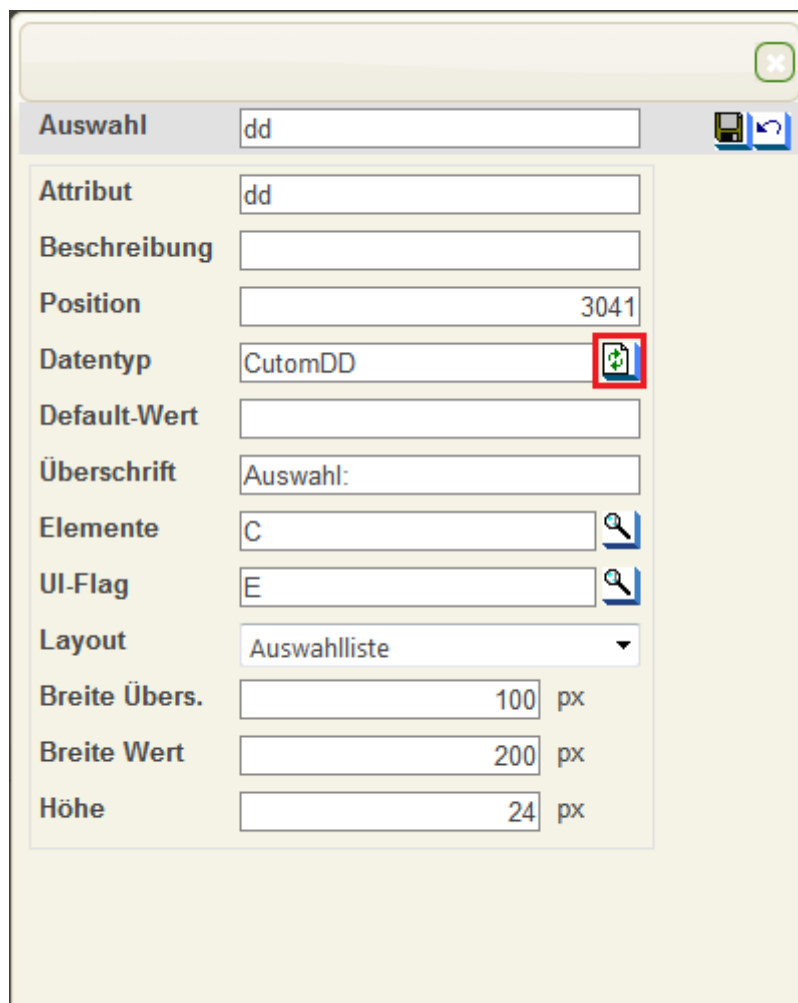 Auswahl dd
Attribut dd
Beschreibung
Position 3041
Datentyp CutomDD
Default-Wert
Überschrift Auswahl:
Elemente C
UI-Flag E
Layout Auswahlliste
Breite Übers. 100 px
Breite Wert 200 px
Höhe 24 px